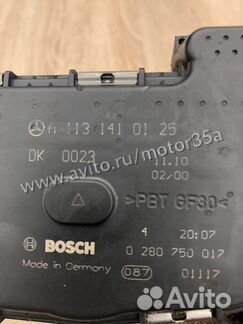 A 113 141 01 25
DK 0023
11.10
02/00
www.avito.ru/motor35a
>PBT GF30<
BOSCH
4 20:07
0 280 750 017
Made in Germany
087
01117
Avito